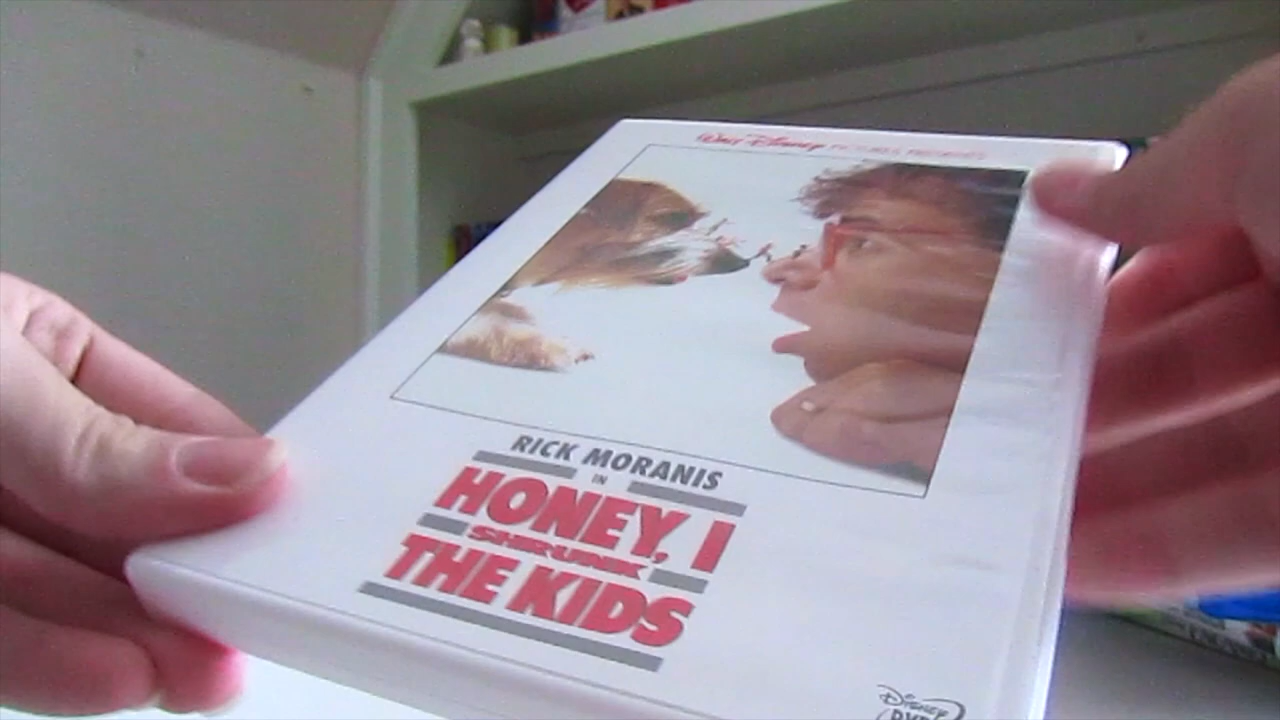 Walt Disney PICTURES PRESENTS
RICK MORANIS
IN
HONEY, I
SHRUNK
THE KIDS
Disney
DVD